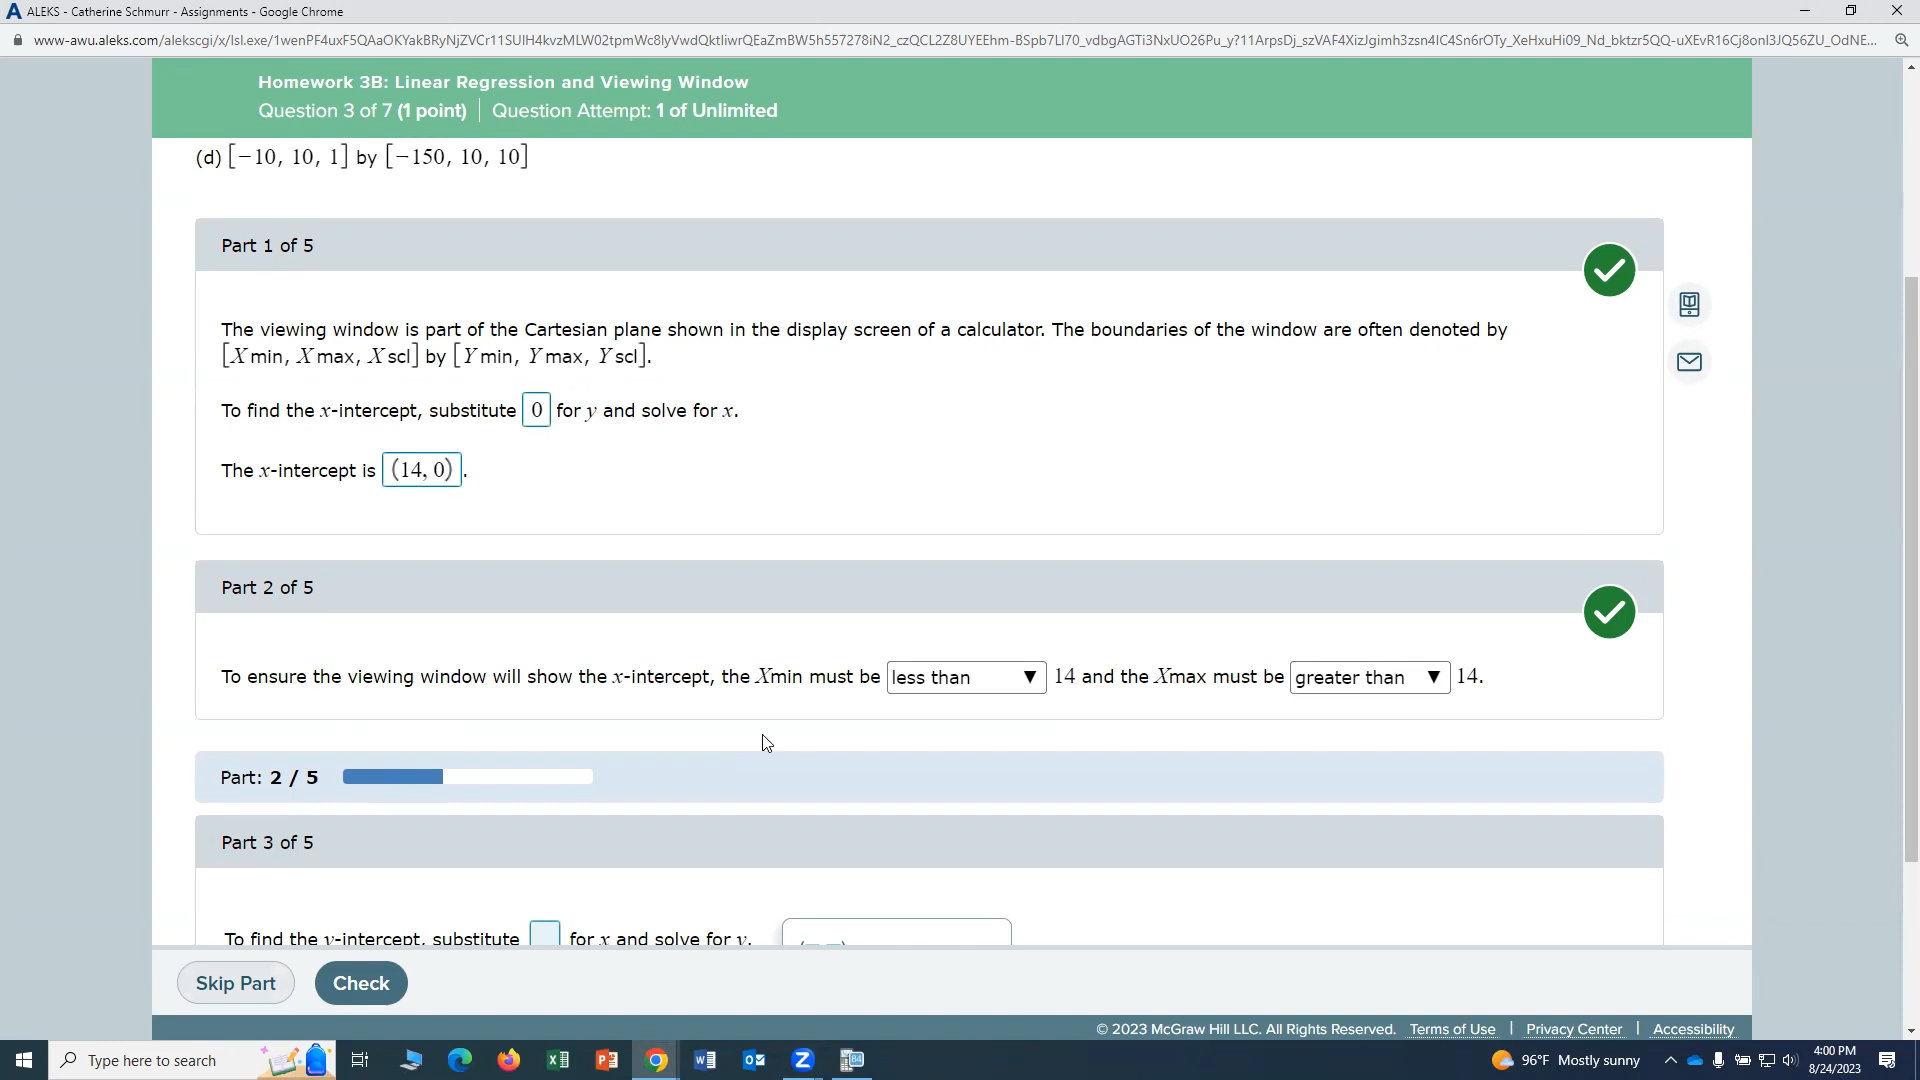 ALEKS - Catherine Schmurr - Assignments - Google Chrome
Homework 3B: Linear Regression and Viewing Window
Question 3 of 7 (1 point) | Question Attempt: 1 of Unlimited
(d) [−10, 10, 1] by [−150, 10, 10]
Part 1 of 5
The viewing window is part of the Cartesian plane shown in the display screen of a calculator. The boundaries of the window are often denoted by
[Xmin, Xmax, Xscl] by [Ymin, Ymax, Yscl].
To find the x-intercept, substitute 0 for y and solve for x.
The x-intercept is (14, 0).
Part 2 of 5
To ensure the viewing window will show the x-intercept, the Xmin must be less than ▼ 14 and the Xmax must be greater than ▼ 14.
Part: 2 / 5
Part 3 of 5
To find the y-intercept, substitute for x and solve for y.
Skip Part
Check
© 2023 McGraw Hill LLC. All Rights Reserved. Terms of Use | Privacy Center | Accessibility
Type here to search
96°F Mostly sunny
4:00 PM
8/24/2023